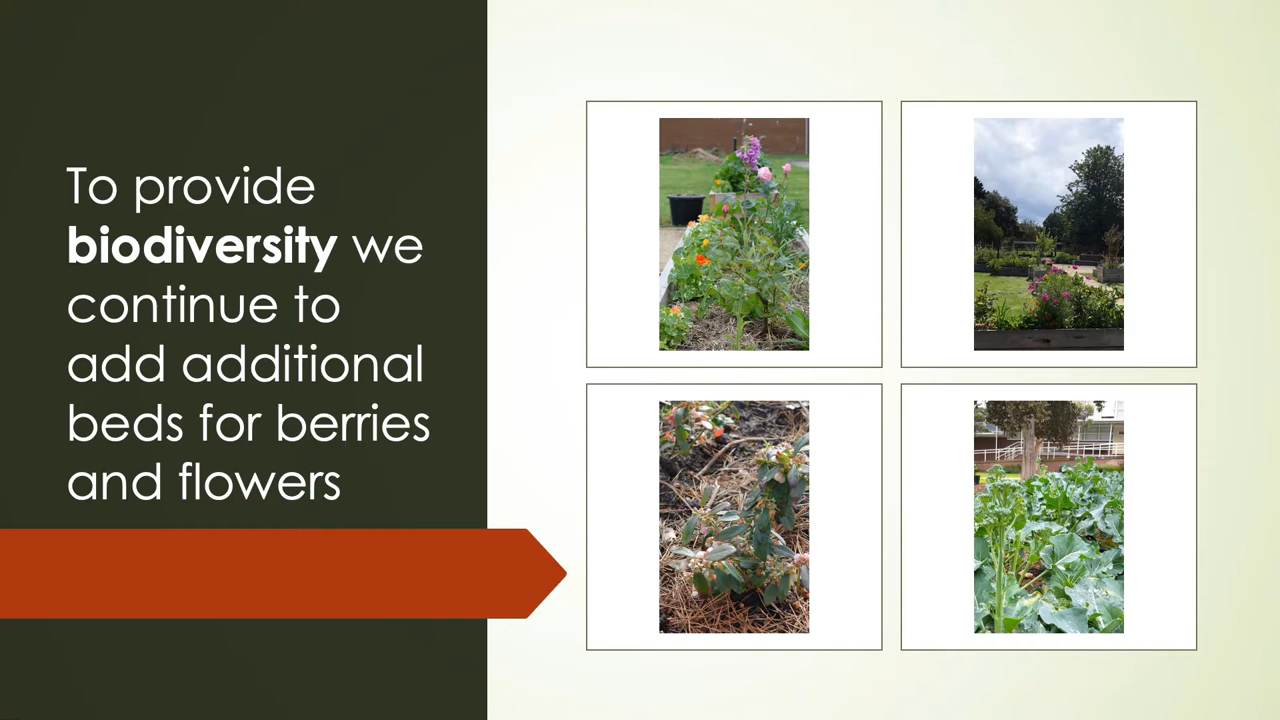 To provide
biodiversity we
continue to
add additional
beds for berries
and flowers